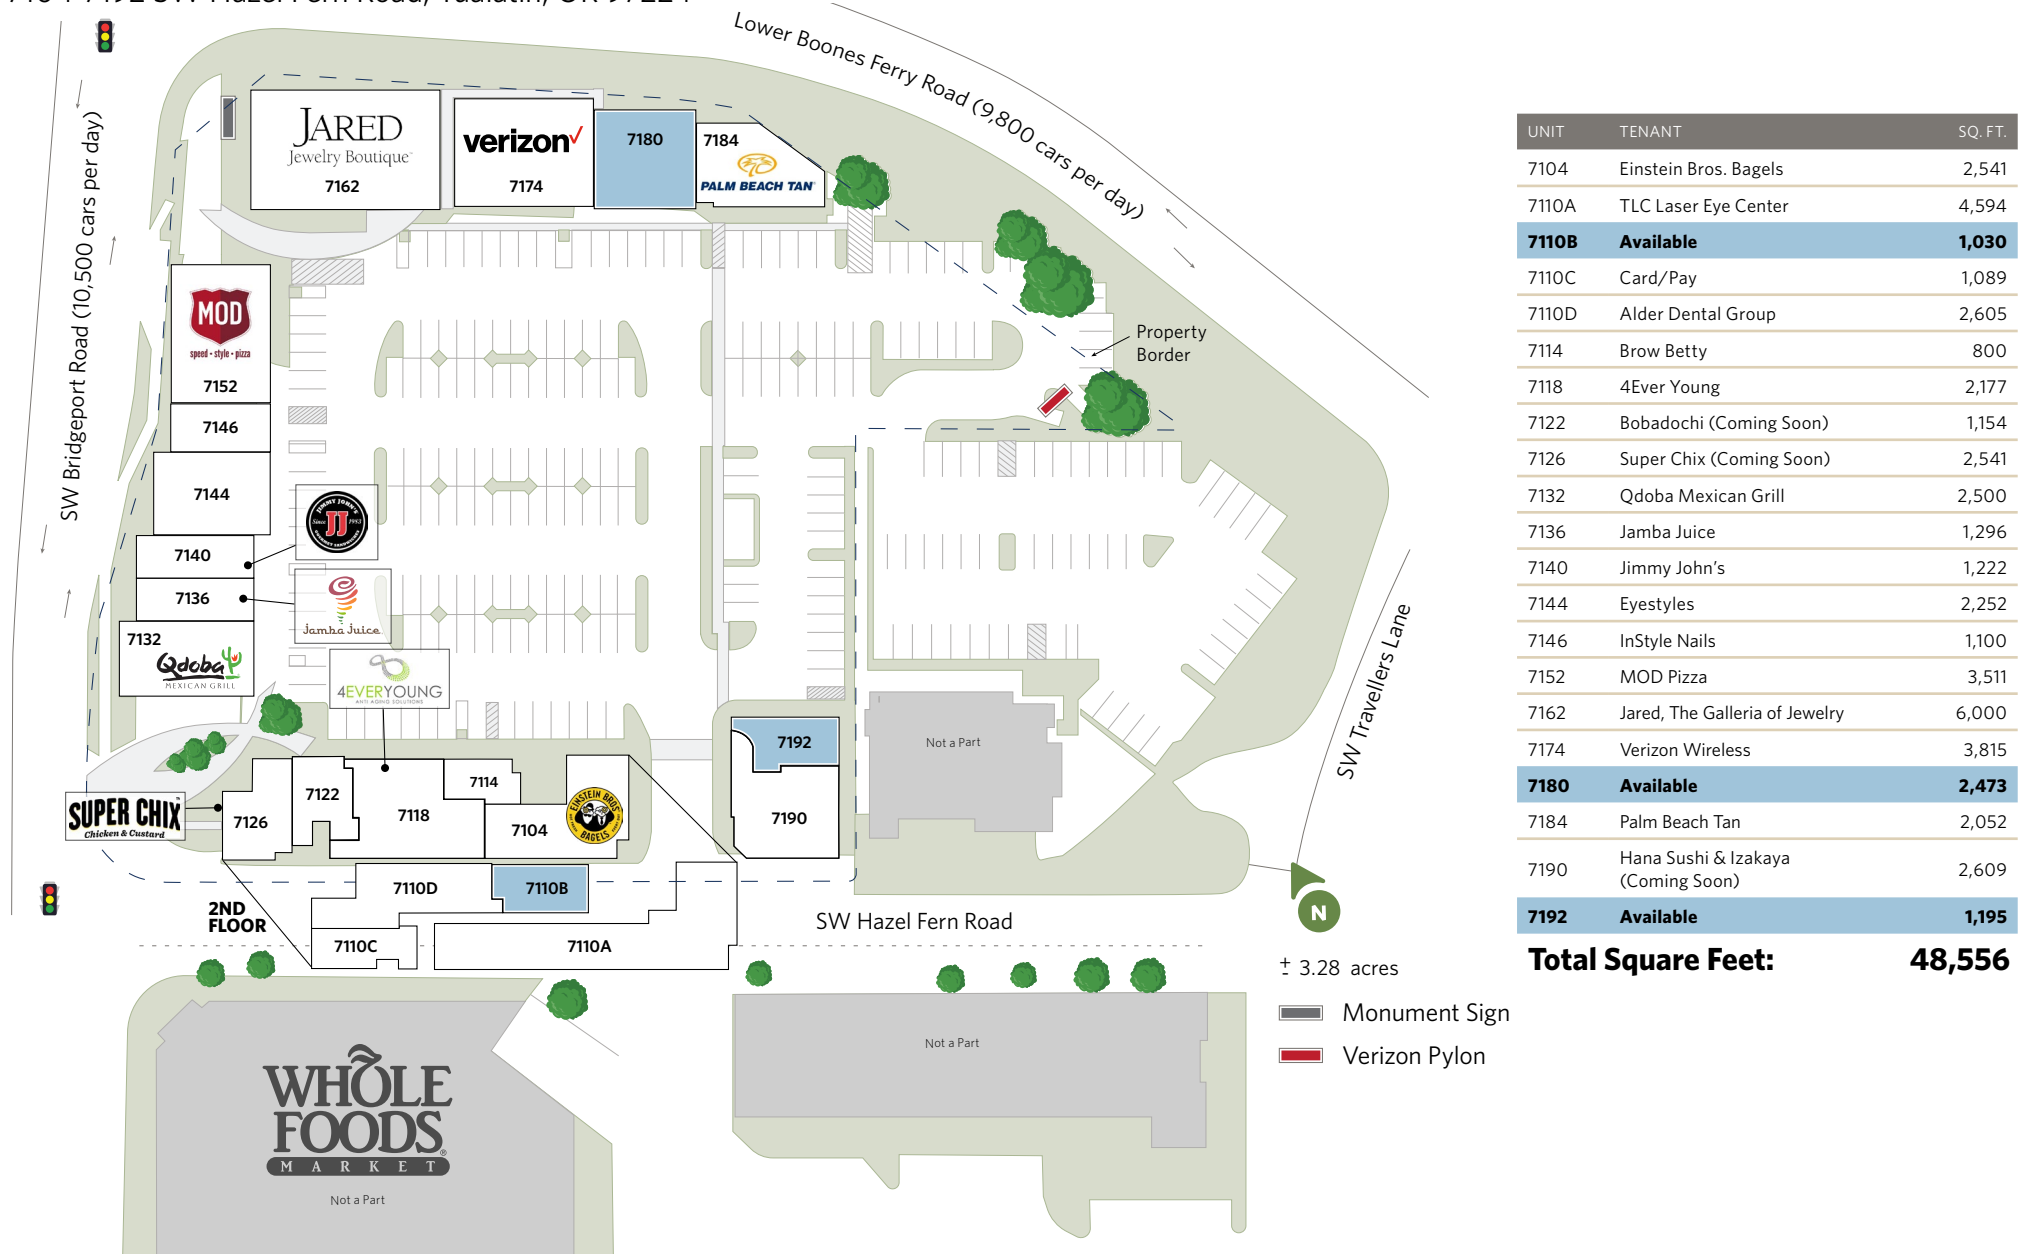 Lower Boones Ferry Road (9,800 cars per day)
SW Bridgeport Road (10,500 cars per day)
JARED
Jewelry Boutique
7162
verizon
7174
7180
7184
PALM BEACH TAN
MOD
speed • style • pizza
7152
7146
7144
7140
JIMMY JOHN'S
Since JJ 1983
GOURMET SANDWICHES
7136
Jamba Juice
7132
Qdoba
MEXICAN GRILL
4EVERYOUNG
ANTI AGING SOLUTIONS
Property
Border
SUPER CHIX
Chicken & Custard
7126
7122
7118
7114
7104
EINSTEIN BROS
BAGELS
7192
7190
Not a Part
SW Travellers Lane
2ND
FLOOR
7110D
7110B
7110C
7110A
SW Hazel Fern Road
N
± 3.28 acres
Monument Sign
Verizon Pylon
WHOLE
FOODS
MARKET
Not a Part
Not a Part
UNIT TENANT SQ. FT.
7104 Einstein Bros. Bagels 2,541
7110A TLC Laser Eye Center 4,594
7110B Available 1,030
7110C Card/Pay 1,089
7110D Alder Dental Group 2,605
7114 Brow Betty 800
7118 4Ever Young 2,177
7122 Bobadochi (Coming Soon) 1,154
7126 Super Chix (Coming Soon) 2,541
7132 Qdoba Mexican Grill 2,500
7136 Jamba Juice 1,296
7140 Jimmy John's 1,222
7144 Eyestyles 2,252
7146 InStyle Nails 1,100
7152 MOD Pizza 3,511
7162 Jared, The Galleria of Jewelry 6,000
7174 Verizon Wireless 3,815
7180 Available 2,473
7184 Palm Beach Tan 2,052
7190 Hana Sushi & Izakaya
(Coming Soon) 2,609
7192 Available 1,195
Total Square Feet: 48,556